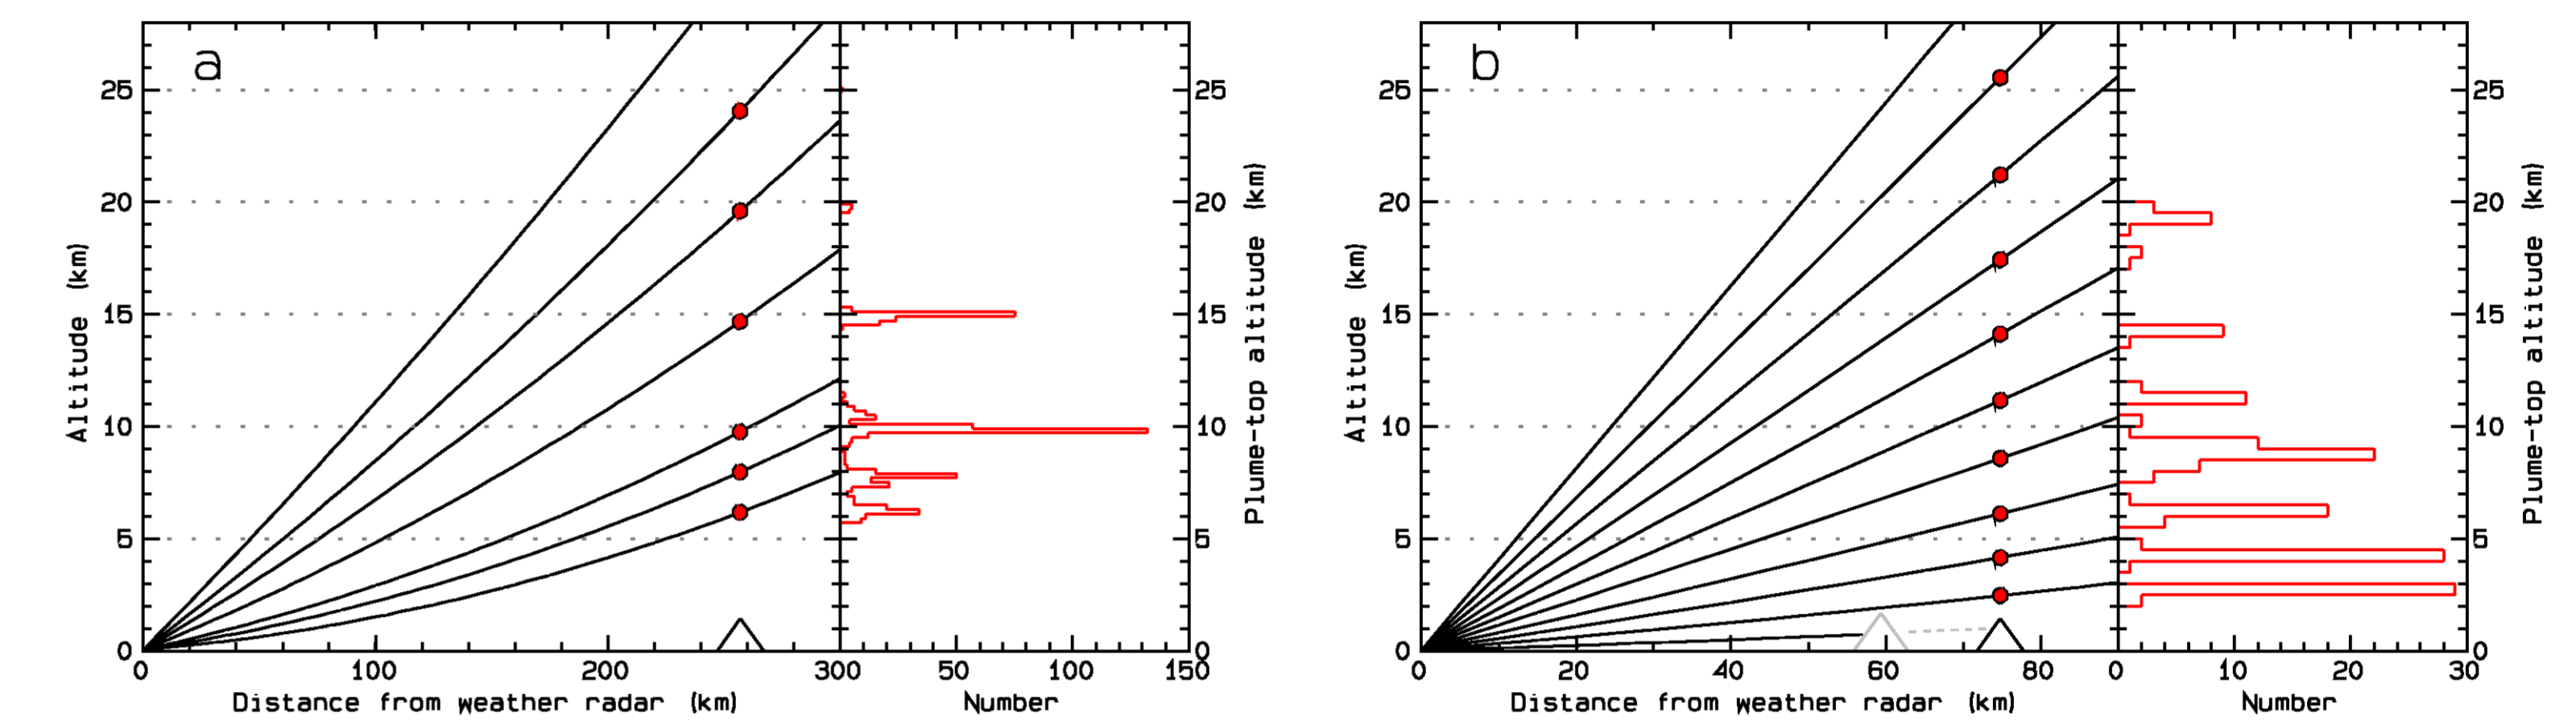 a
25
20
15
10
5
0
Altitude (km)
0 100 200 300
Distance from weather radar (km)
50 100 150
Number
25
20
15
10
5
0
Plume-top altitude (km)
b
25
20
15
10
5
0
Altitude (km)
0 20 40 60 80
Distance from weather radar (km)
0 10 20 30
Number
25
20
15
10
5
0
Plume-top altitude (km)